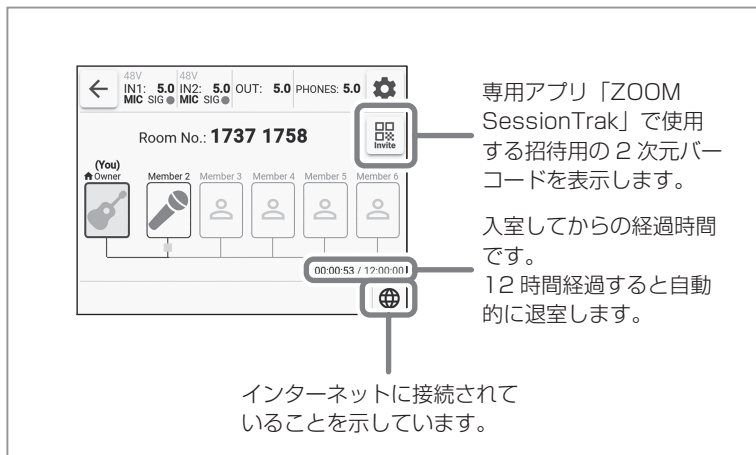 48V 48V
IN1: 5.0 IN2: 5.0 OUT: 5.0 PHONES: 5.0
MIC SIG MIC SIG
Room No.: 1737 1758
Invite
(You)
Owner Member 2 Member 3 Member 4 Member 5 Member 6
00:00:53 / 12:00:00
専用アプリ「ZOOM
SessionTrak」で使用
する招待用の 2 次元バー
コードを表示します。
入室してからの経過時間
です。
12 時間経過すると自動
的に退室します。
インターネットに接続されて
いることを示しています。